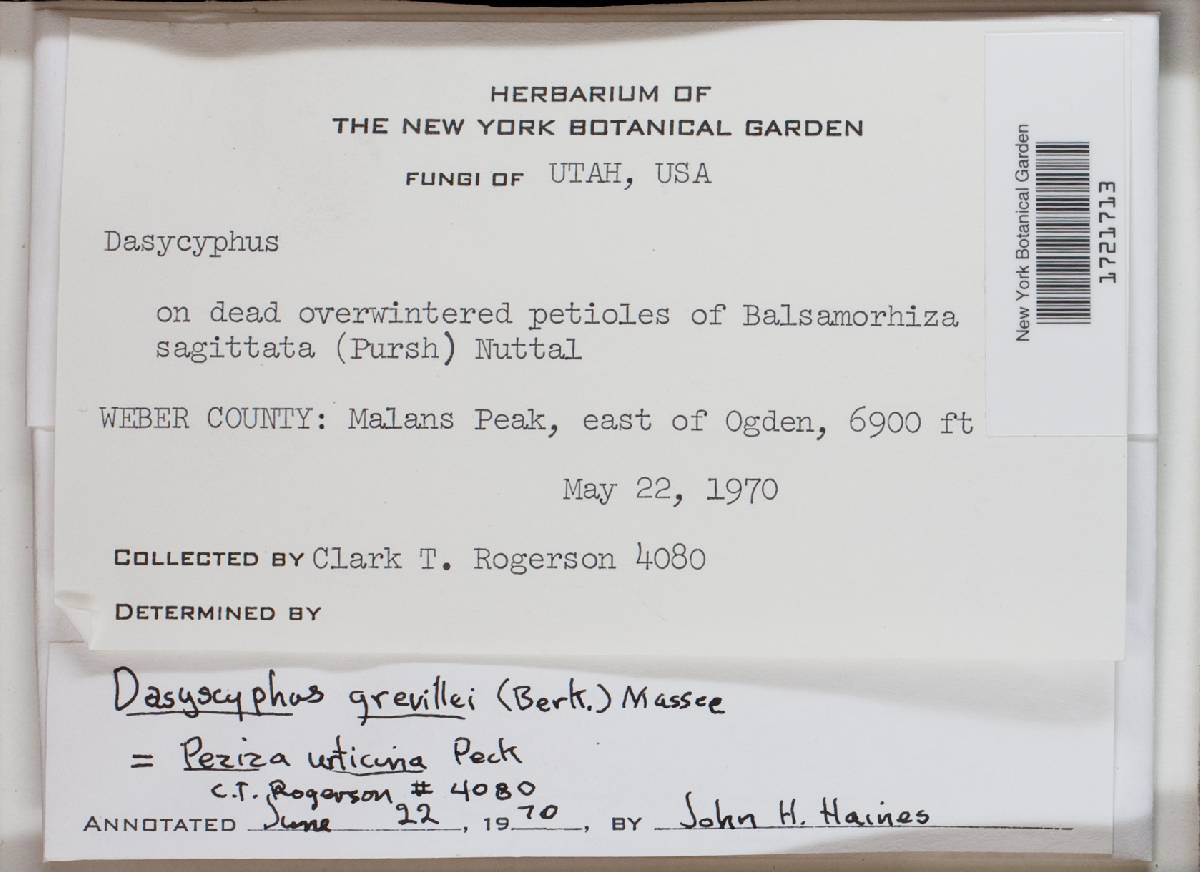 HERBARIUM OF
THE NEW YORK BOTANICAL GARDEN
FUNGI OF UTAH, USA
Dasycyphus
on dead overwintered petioles of Balsamorhiza
sagittata (Pursh) Nuttal
WEBER COUNTY: Malans Peak, east of Ogden, 6900 ft
May 22, 1970
COLLECTED BY Clark T. Rogerson 4080
DETERMINED BY
New York Botanical Garden
1721713
Dasyscyphus grevillei (Berk.) Massee
= Peziza urticina Peck
C.T. Rogerson # 4080
ANNOTATED June 22, 1970, BY John H. Haines